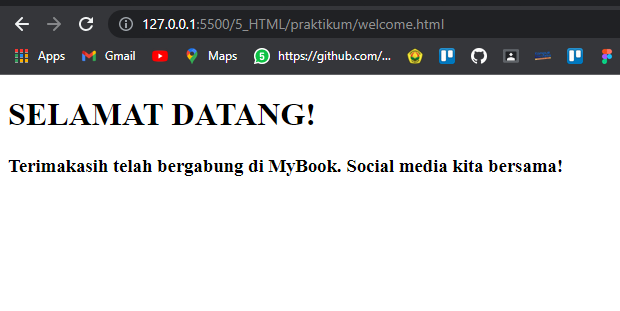 127.0.0.1:5500/5_HTML/praktikum/welcome.html
Apps Gmail Maps 5 https://github.com/...
SELAMAT DATANG!
Terimakasih telah bergabung di MyBook. Social media kita bersama!